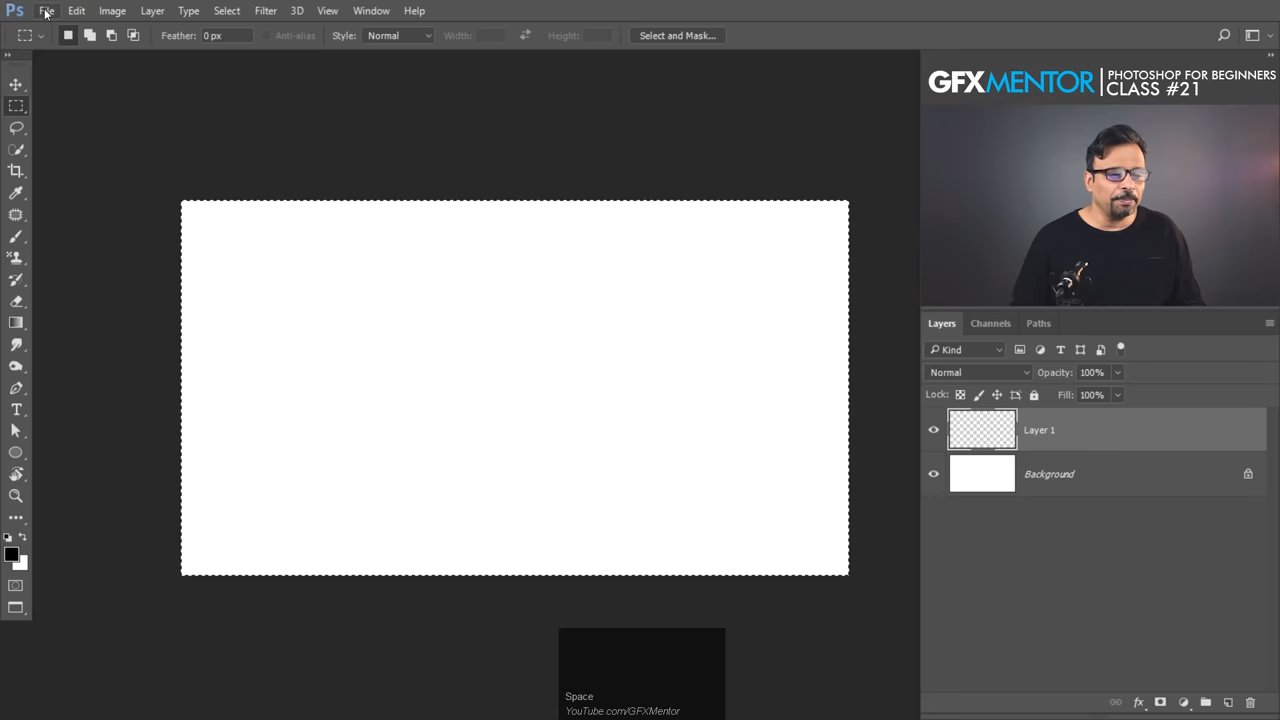 Ps File Edit Image Layer Type Select Filter 3D View Window Help
Feather: 0 px Anti-alias Style: Normal Width: Height: Select and Mask...
GFXMENTOR PHOTOSHOP FOR BEGINNERS
CLASS #21
Layers Channels Paths
Kind
Normal Opacity: 100%
Lock: Fill: 100%
Layer 1
Background
Space
YouTube.com/GFXMentor